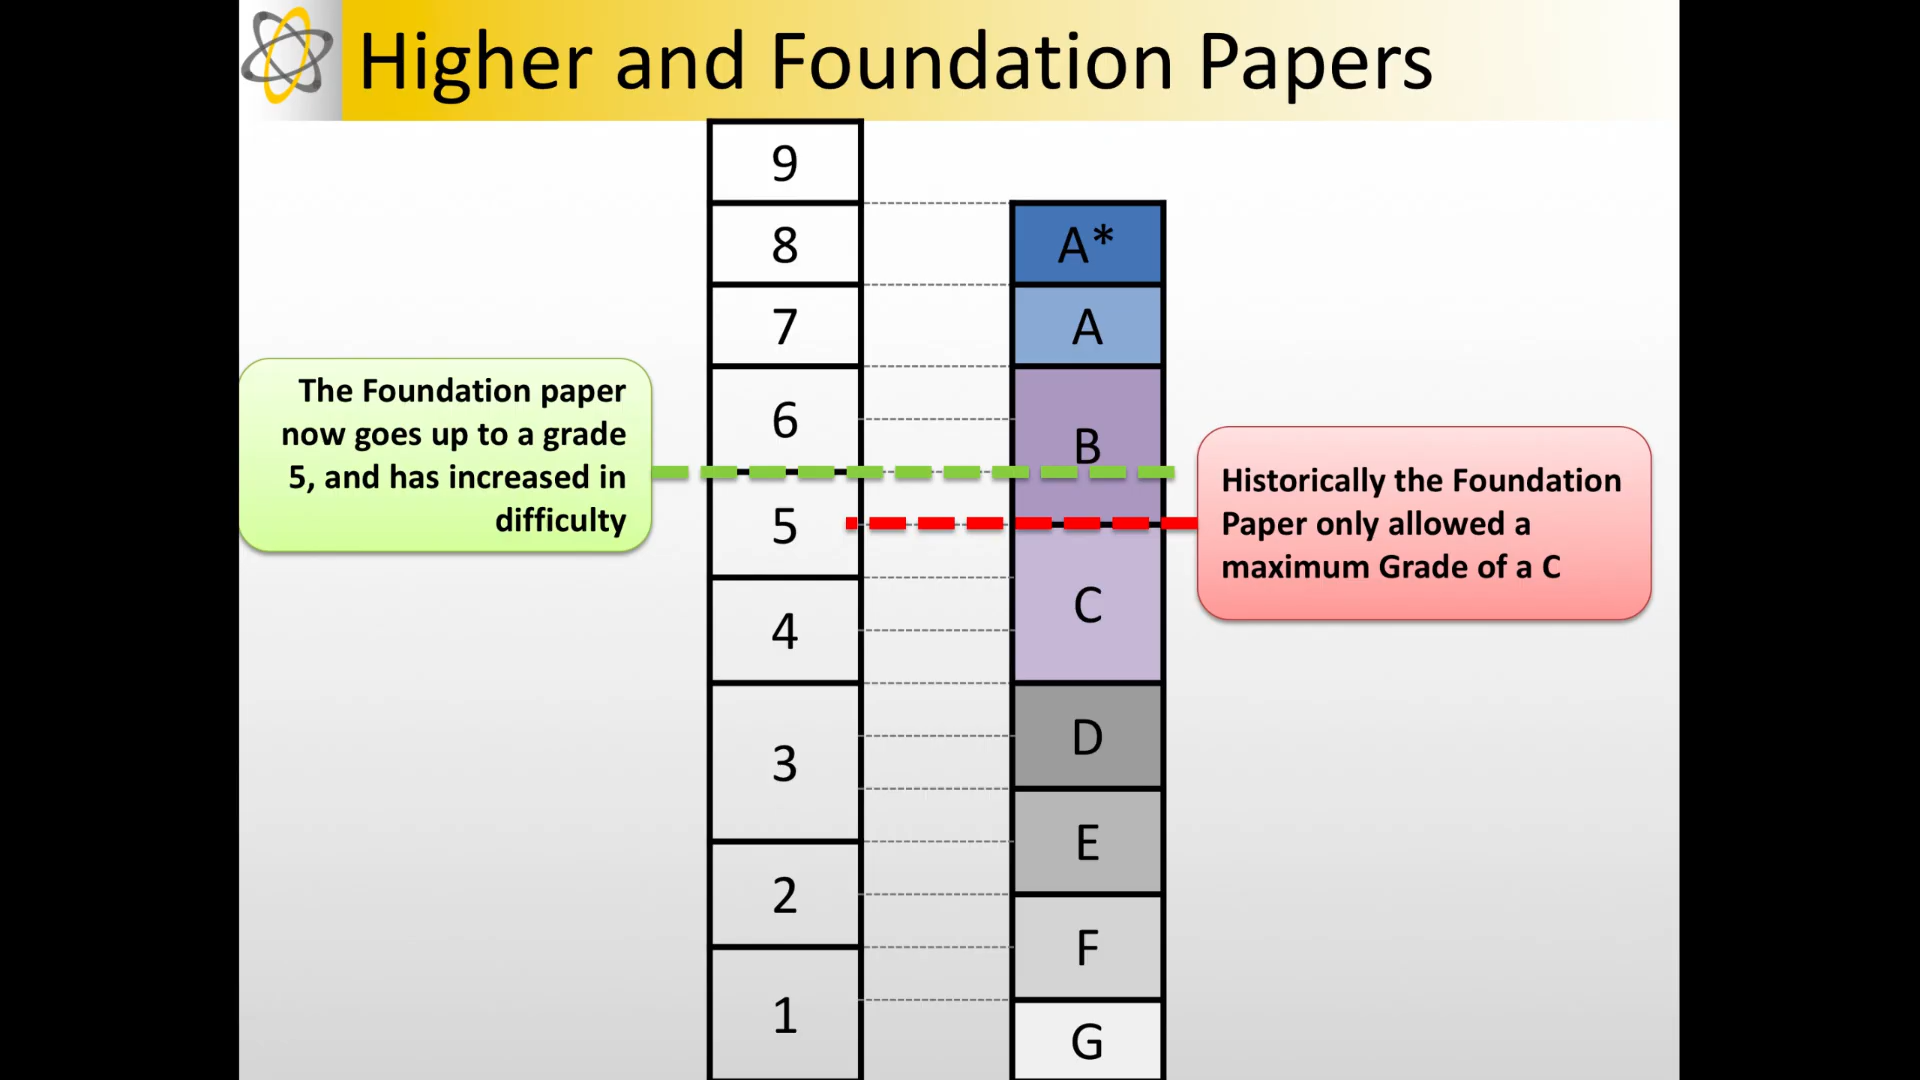 Higher and Foundation Papers
9
8
7
6
5
4
3
2
1
A*
A
B
C
D
E
F
G
The Foundation paper
now goes up to a grade
5, and has increased in
difficulty
Historically the Foundation
Paper only allowed a
maximum Grade of a C